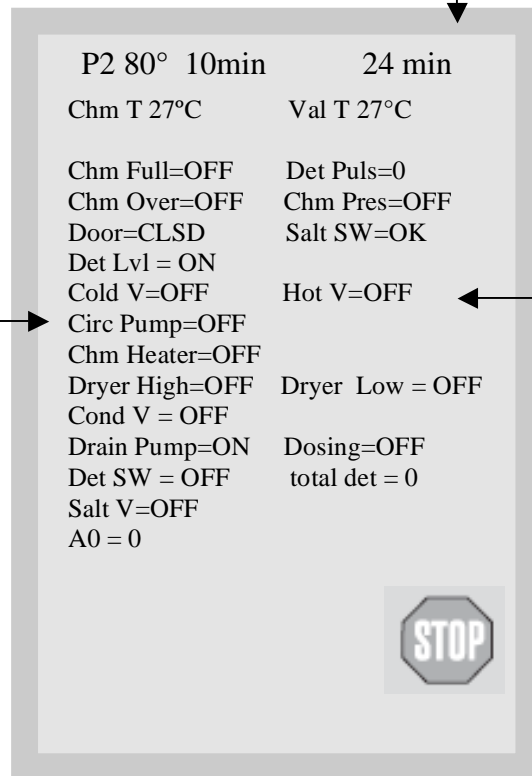 P2 80° 10min 24 min
Chm T 27ºC Val T 27°C
Chm Full=OFF Det Puls=0
Chm Over=OFF Chm Pres=OFF
Door=CLSD Salt SW=OK
Det Lvl = ON
Cold V=OFF Hot V=OFF
Circ Pump=OFF
Chm Heater=OFF
Dryer High=OFF Dryer Low = OFF
Cond V = OFF
Drain Pump=ON Dosing=OFF
Det SW = OFF total det = 0
Salt V=OFF
A0 = 0
STOP